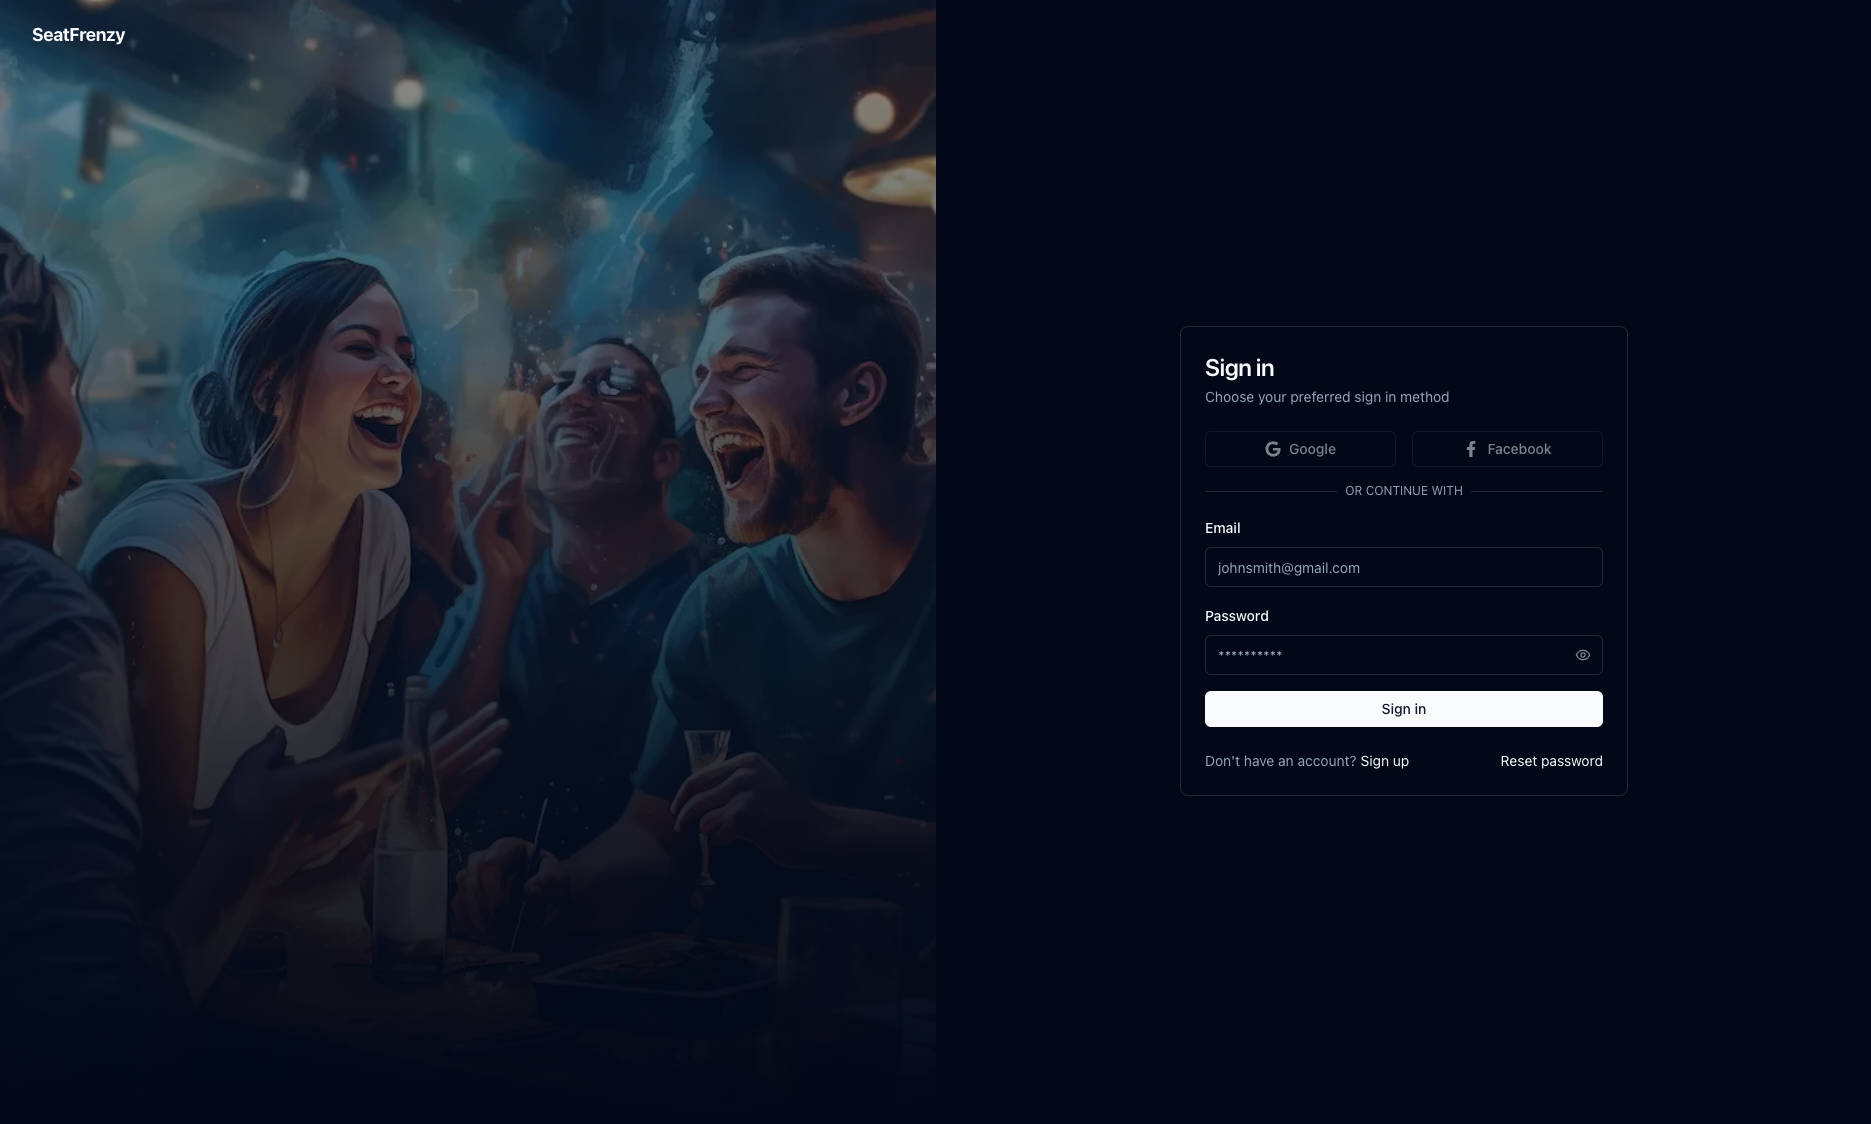 SeatFrenzy
Sign in
Choose your preferred sign in method
Google
Facebook
OR CONTINUE WITH
Email
johnsmith@gmail.com
Password
**********
Sign in
Don't have an account? Sign up
Reset password